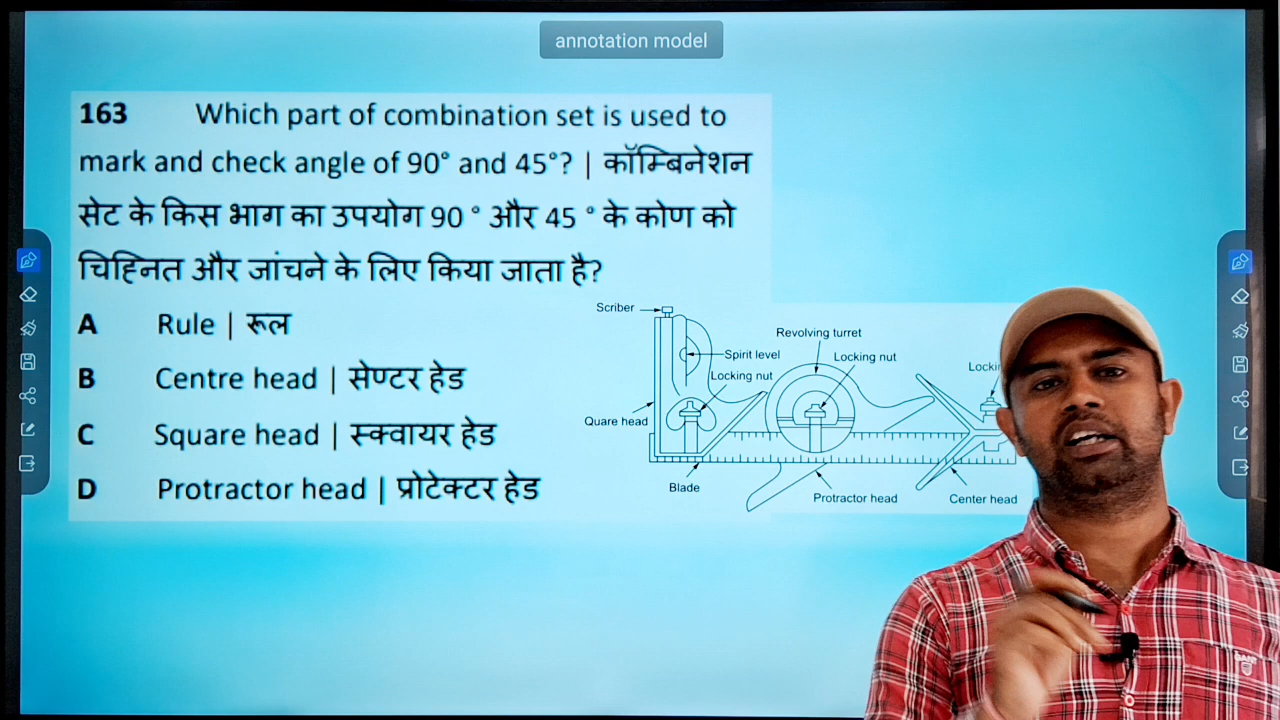 annotation model
163 Which part of combination set is used to
mark and check angle of 90° and 45°? | कॉम्बिनेशन
सेट के किस भाग का उपयोग 90 ° और 45 ° के कोण को
चिह्नित और जांचने के लिए किया जाता है?
A Rule | रूल
B Centre head | सेण्टर हेड
C Square head | स्क्वायर हेड
D Protractor head | प्रोटेक्टर हेड
Scriber
Revolving turret
Spirit level
Locking nut
Locking nut
Quare head
Blade
Protractor head
Center head